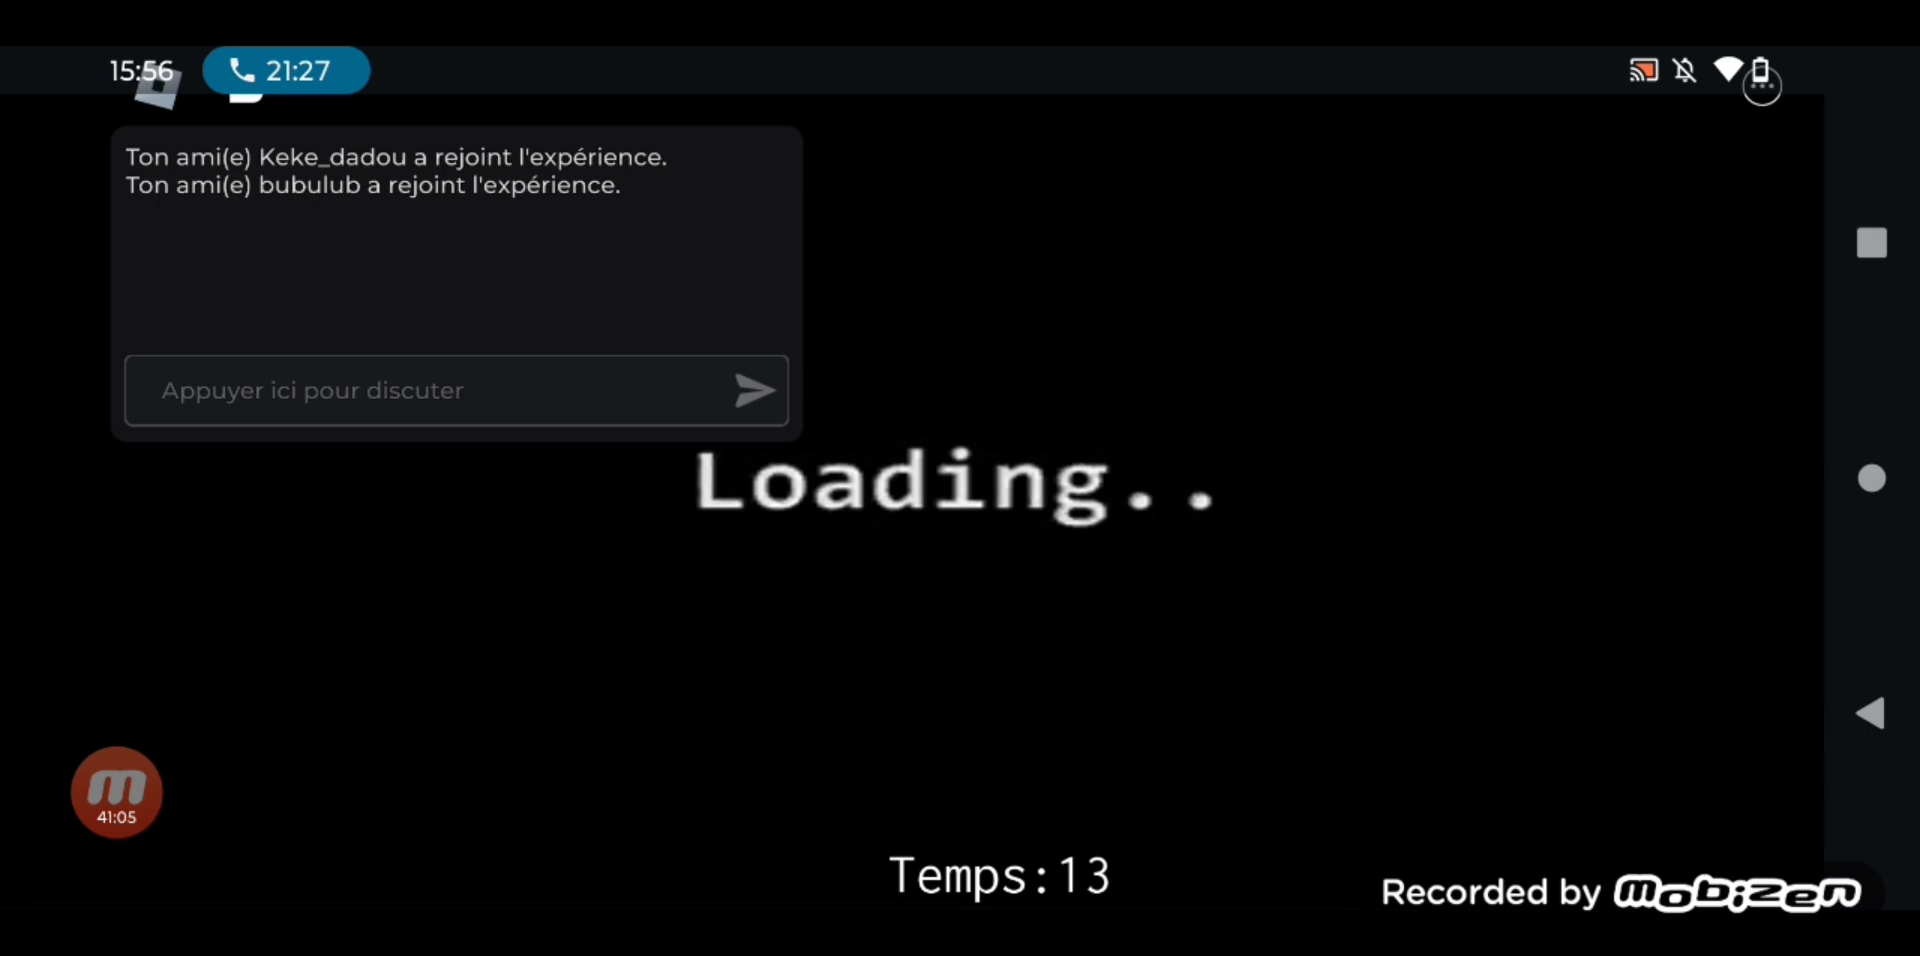 15:56 21:27
Ton ami(e) Keke_dadou a rejoint l'expérience.
Ton ami(e) bubulub a rejoint l'expérience.
Appuyer ici pour discuter
Loading..
m
41:05
Temps:13
Recorded by mobizen